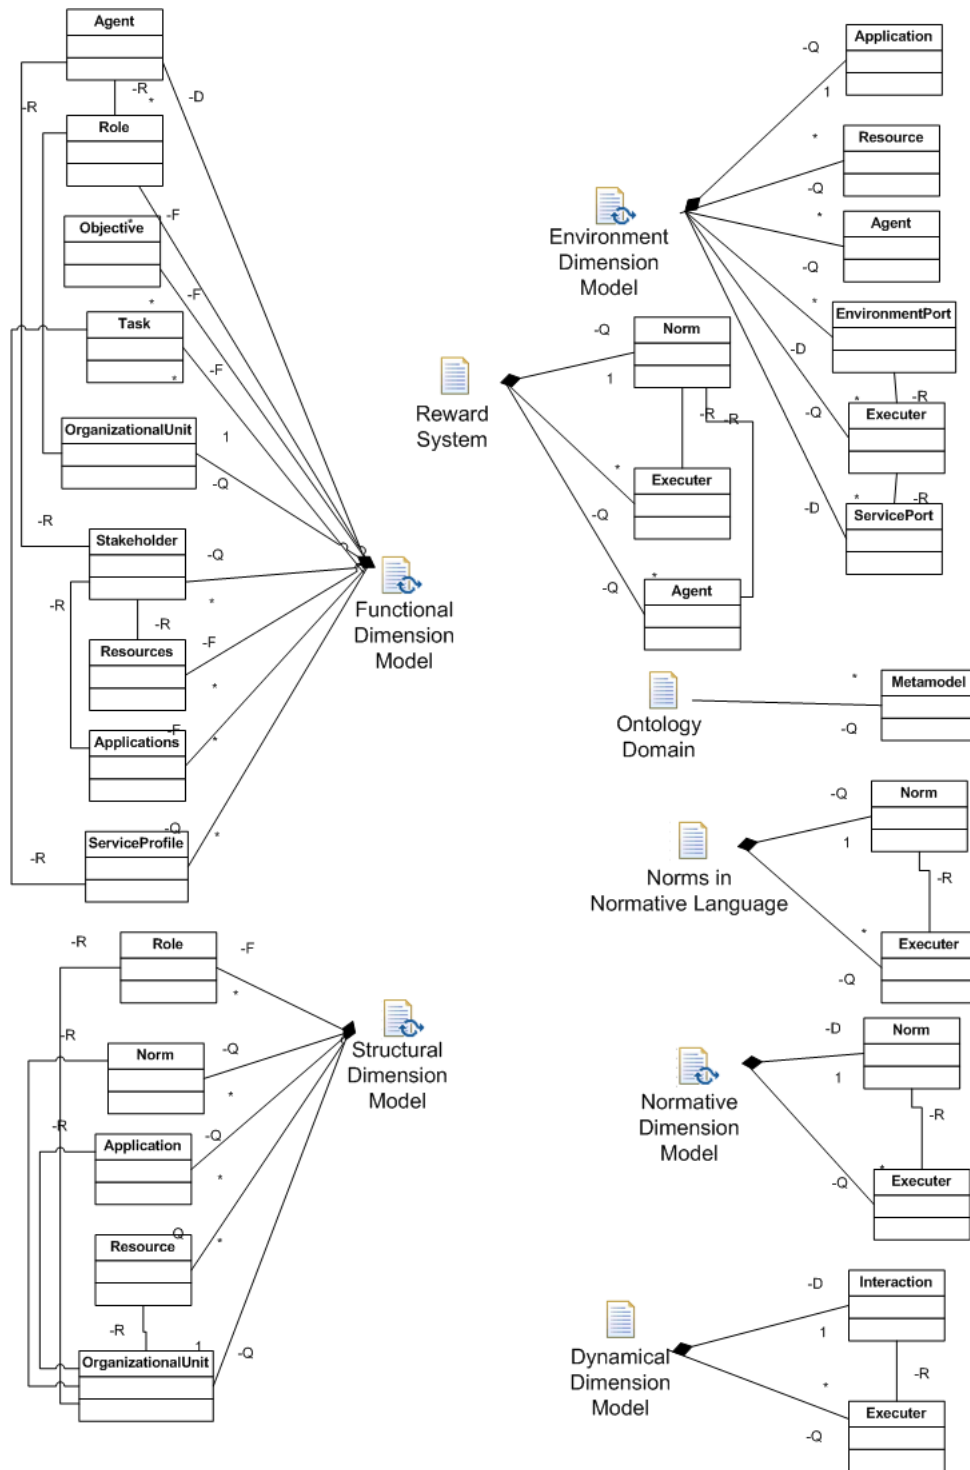 Agent
-R
*
-R
-D
Role
-F
*
Objective
-F
*
Task
-F
*
OrganizationalUnit
1
-Q
-R
Stakeholder
-Q
*
-R
-R
Resources
-F
*
Applications
-F
*
-Q
ServiceProfile
*
-R
Functional
Dimension
Model
-R
Role
-F
*
-R
Norm
-Q
*
-R
Application
-Q
*
Resource
Q
*
-R
1
-Q
OrganizationalUnit
Structural
Dimension
Model
Application
-Q
1
*
Resource
-Q
*
Agent
-Q
*
EnvironmentPort
-D
-R
*
Executer
-Q
-R
*
ServicePort
-D
Environment
Dimension
Model
-Q
Norm
1
-R
-R
Reward
System
*
Executer
-Q
*
Agent
-Q
*
Metamodel
-Q
Ontology
Domain
-Q
Norm
1
-R
Norms in
Normative Language
*
Executer
-Q
-D
Norm
1
-R
Normative
Dimension
Model
*
Executer
-Q
-D
Interaction
1
-R
Dynamical
Dimension
Model
*
Executer
-Q